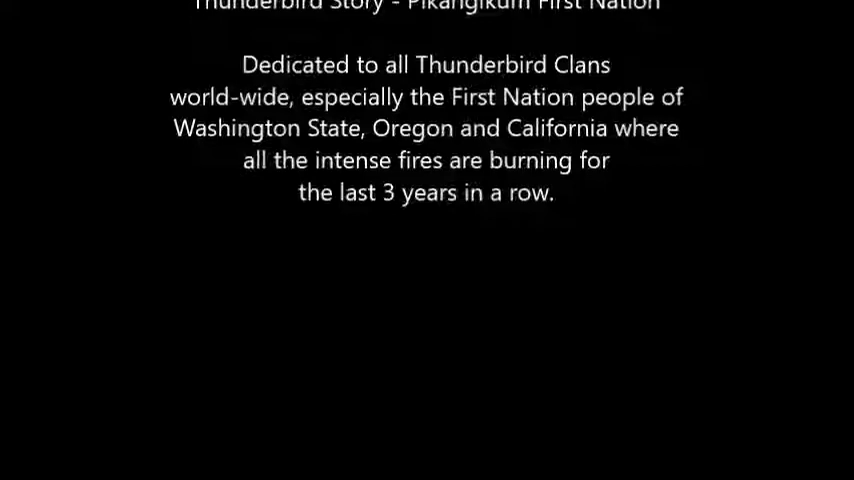 Thunderbird Story - Pikangikum First Nation
Dedicated to all Thunderbird Clans
world-wide, especially the First Nation people of
Washington State, Oregon and California where
all the intense fires are burning for
the last 3 years in a row.